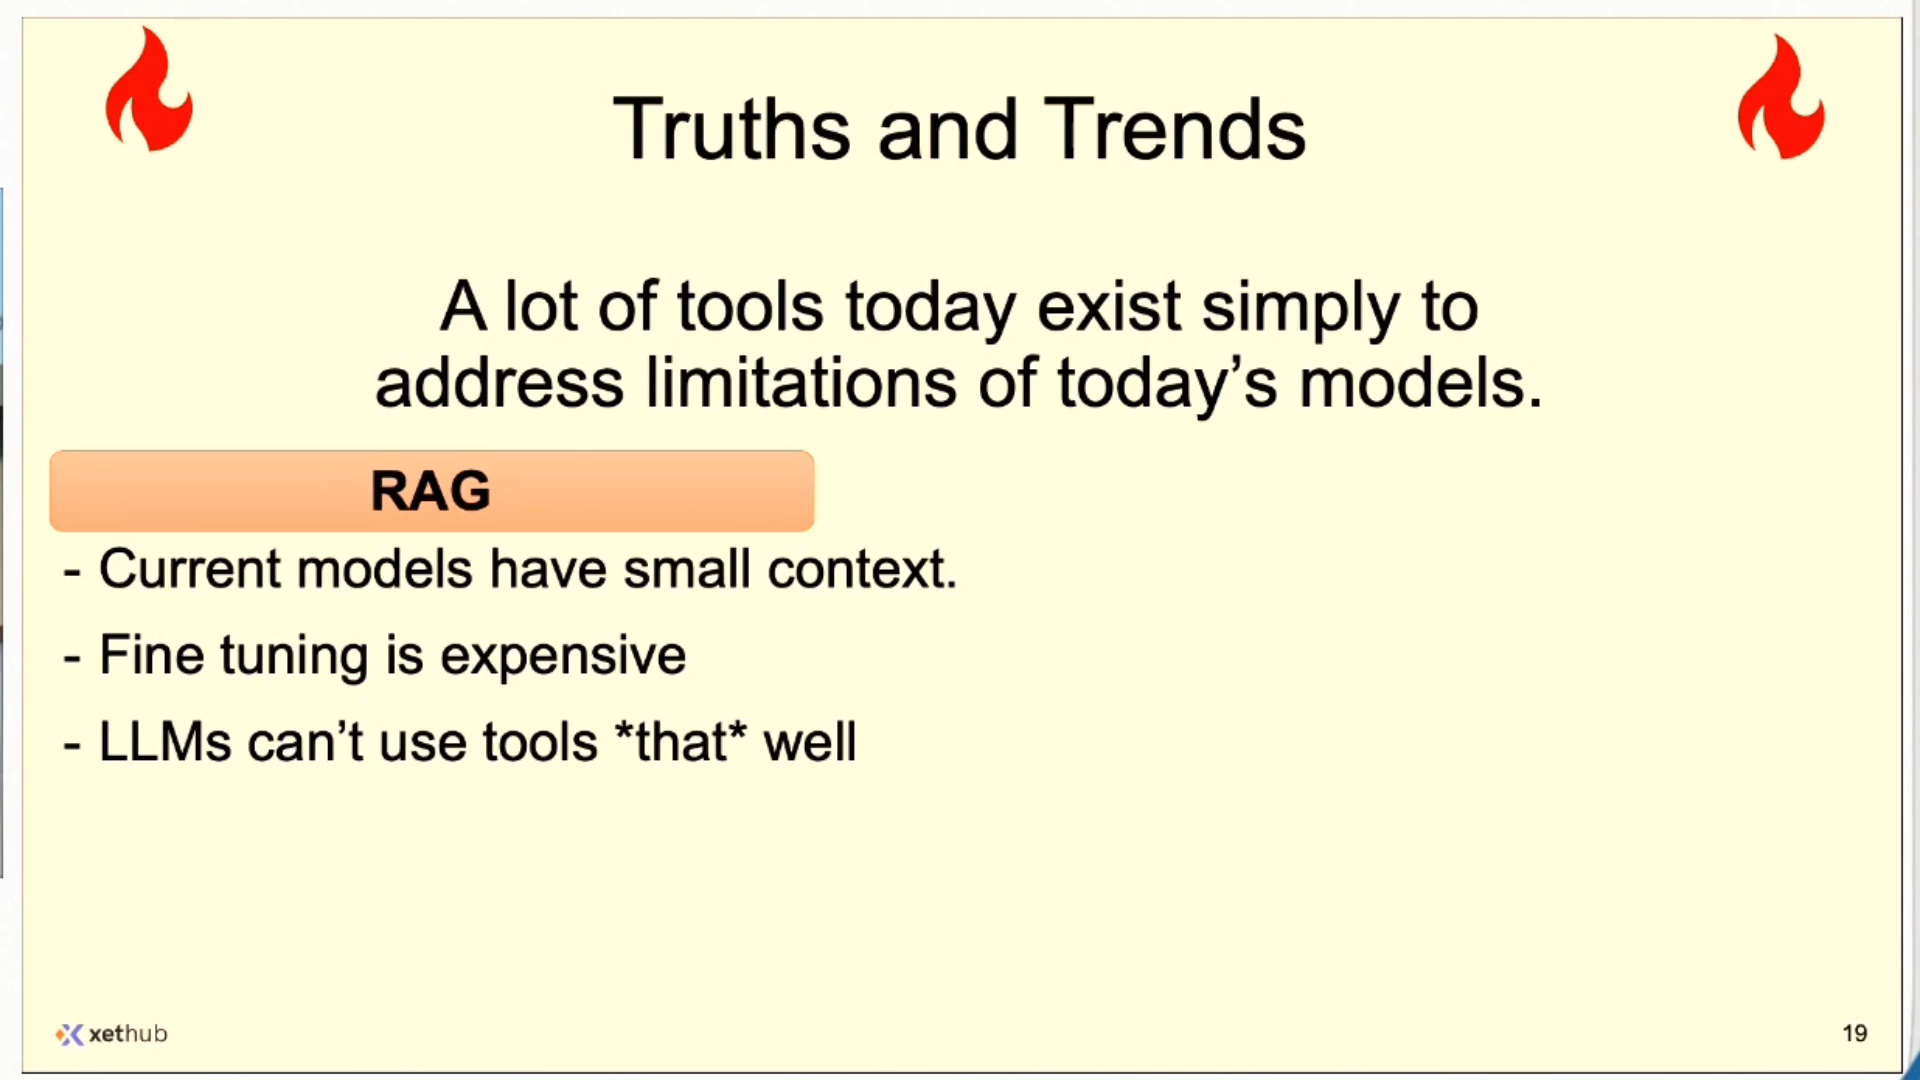 Truths and Trends
A lot of tools today exist simply to
address limitations of today’s models.
RAG
- Current models have small context.
- Fine tuning is expensive
- LLMs can’t use tools *that* well
xethub
19